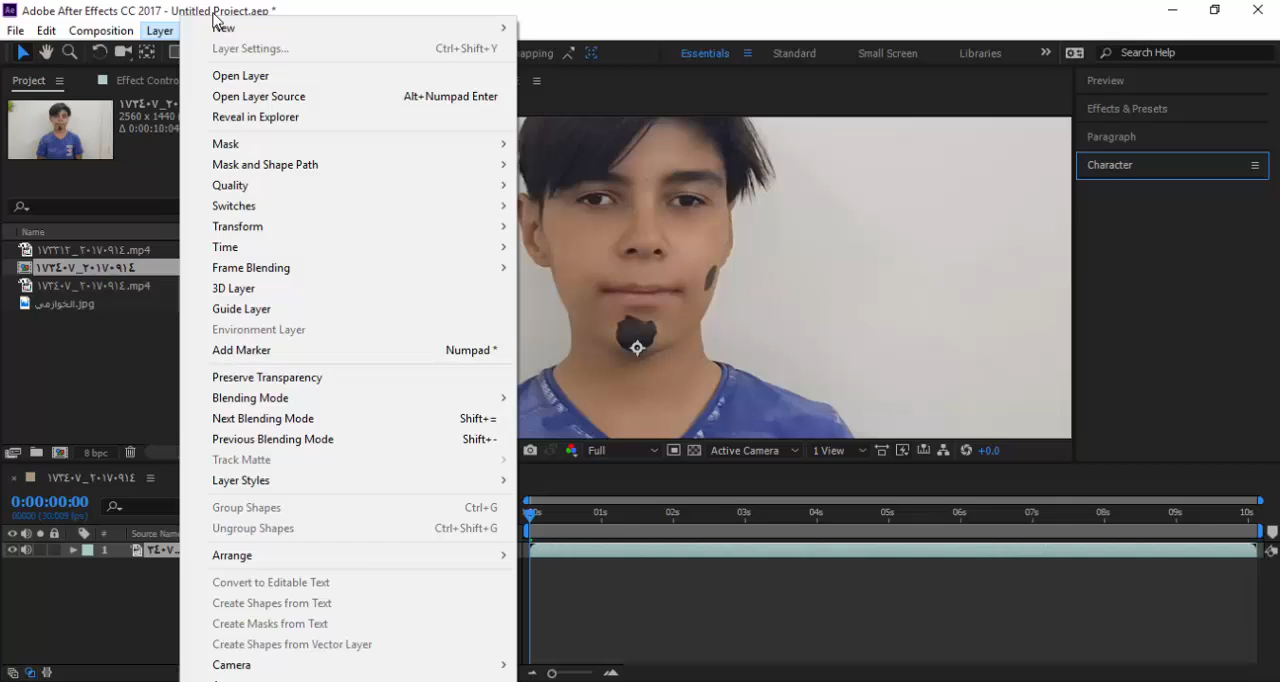 Adobe After Effects CC 2017 - Untitled Project.aep *
File Edit Composition Layer
New
Layer Settings... Ctrl+Shift+Y
Open Layer
Open Layer Source Alt+Numpad Enter
Reveal in Explorer
Mask
Mask and Shape Path
Quality
Switches
Transform
Time
Frame Blending
3D Layer
Guide Layer
Environment Layer
Add Marker Numpad *
Preserve Transparency
Blending Mode
Next Blending Mode Shift+=
Previous Blending Mode Shift+-
Track Matte
Layer Styles
Group Shapes Ctrl+G
Ungroup Shapes Ctrl+Shift+G
Arrange
Convert to Editable Text
Create Shapes from Text
Create Masks from Text
Create Shapes from Vector Layer
Camera
Essentials Standard Small Screen Libraries » Search Help
Project Effect Contro
2560 x 1440
Δ 0:00:10:04
Name
١٧٣٣١٢_٢٠١٧٠٩١٤.mp4
١٧٣٤٠٧_٢٠١٧٠٩١٤
١٧٣٤٠٧_٢٠١٧٠٩١٤.mp4
الخوازمي.jpg
8 bpc
Preview
Effects & Presets
Paragraph
Character
Full Active Camera 1 View +0.0
١٧٣٤٠٧_٢٠١٧٠٩١٤
0:00:00:00
# Source Name
1
01s 02s 03s 04s 05s 06s 07s 08s 09s 10s